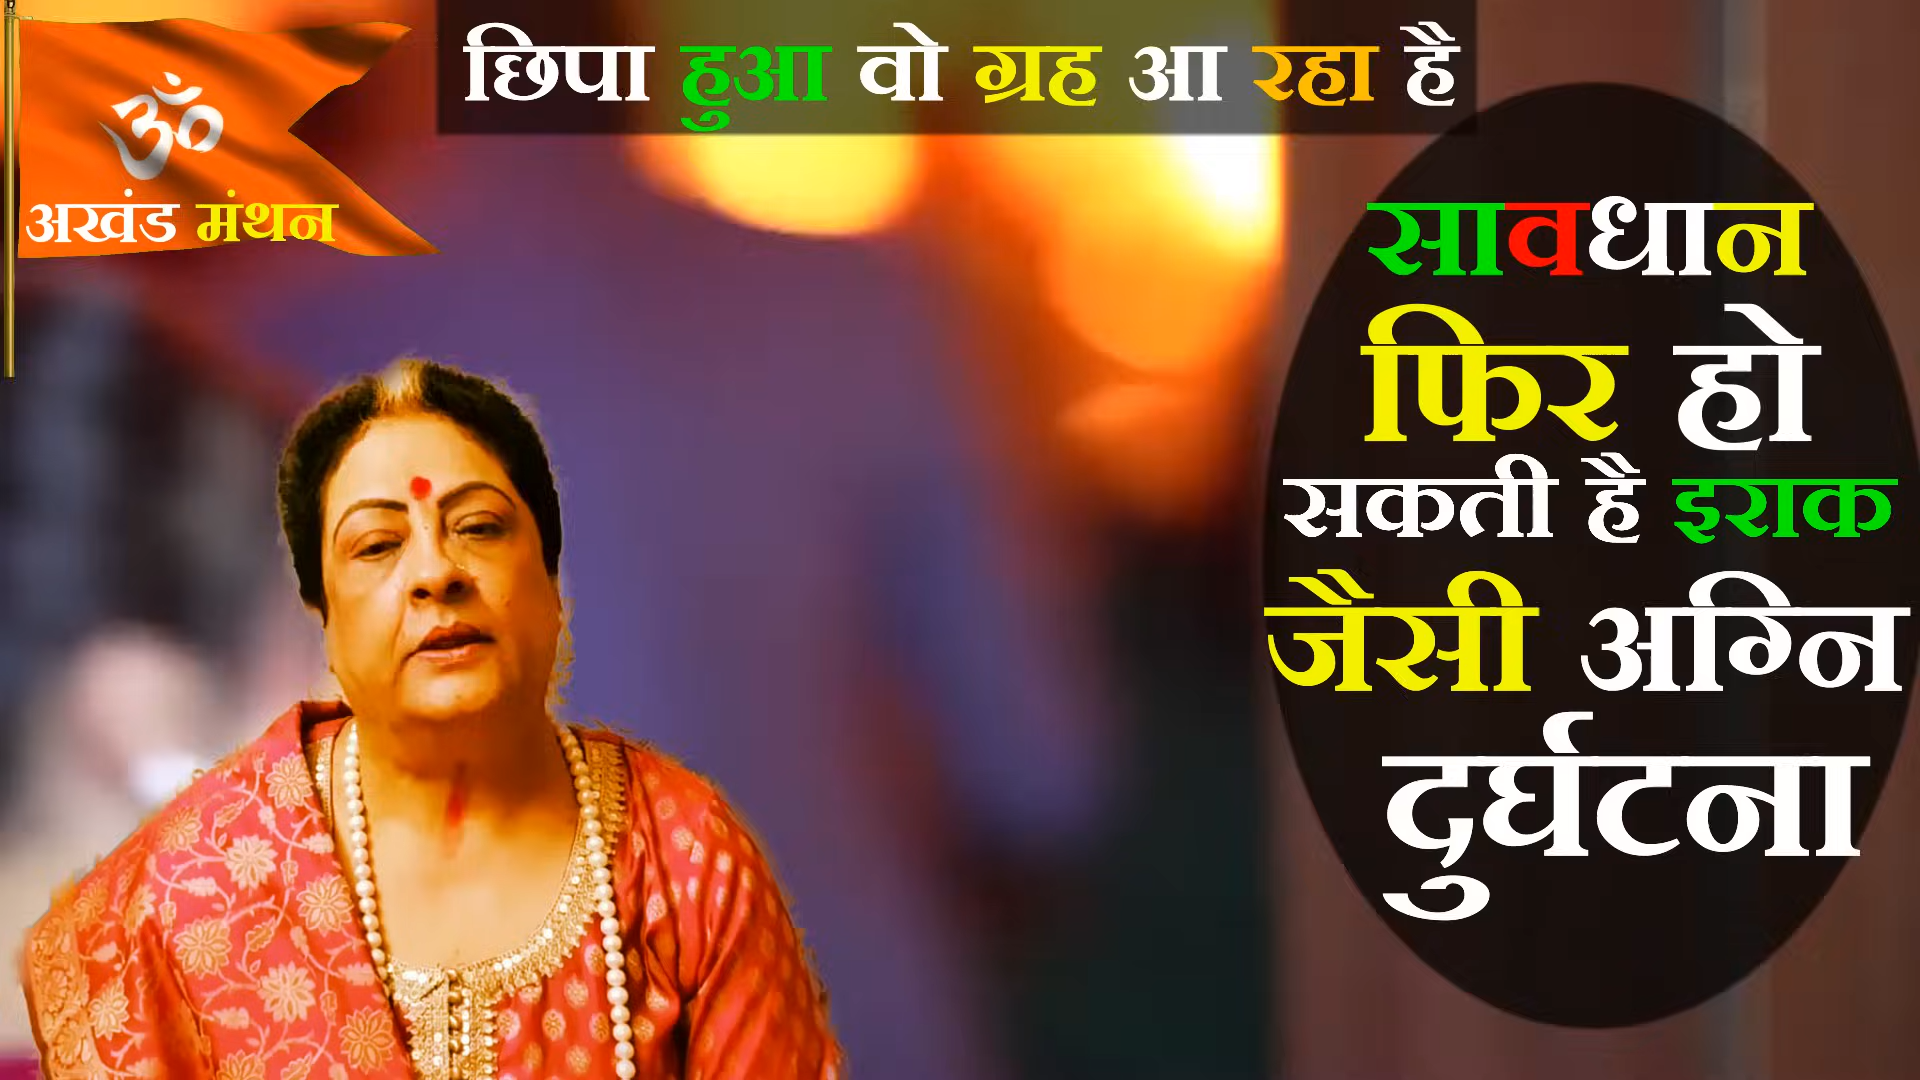 छिपा हुआ वो ग्रह आ रहा है
ॐ
अखंड मंथन
सावधान
फिर हो
सकती है इराक
जैसी अग्नि
दुर्घटना